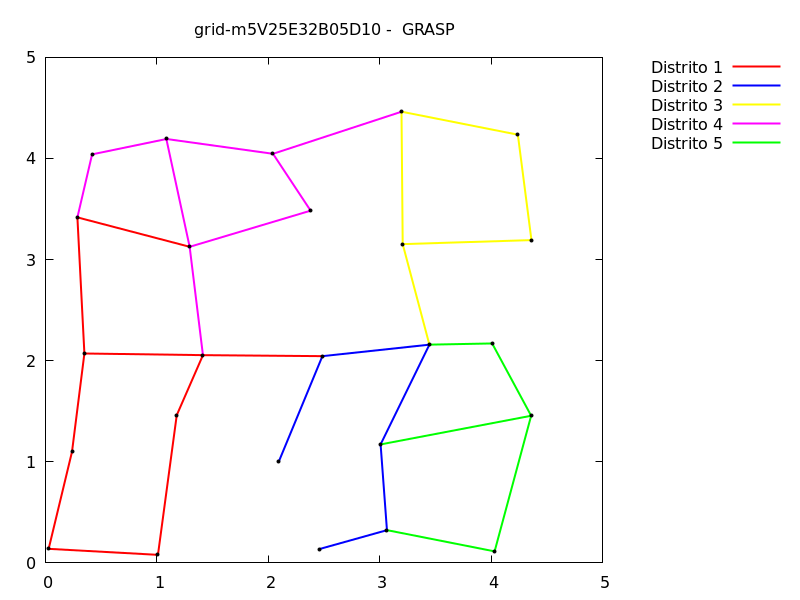 grid-m5V25E32B05D10 -  GRASP
Distrito 1
Distrito 2
Distrito 3
Distrito 4
Distrito 5
5
4
3
2
1
0
0 1 2 3 4 5